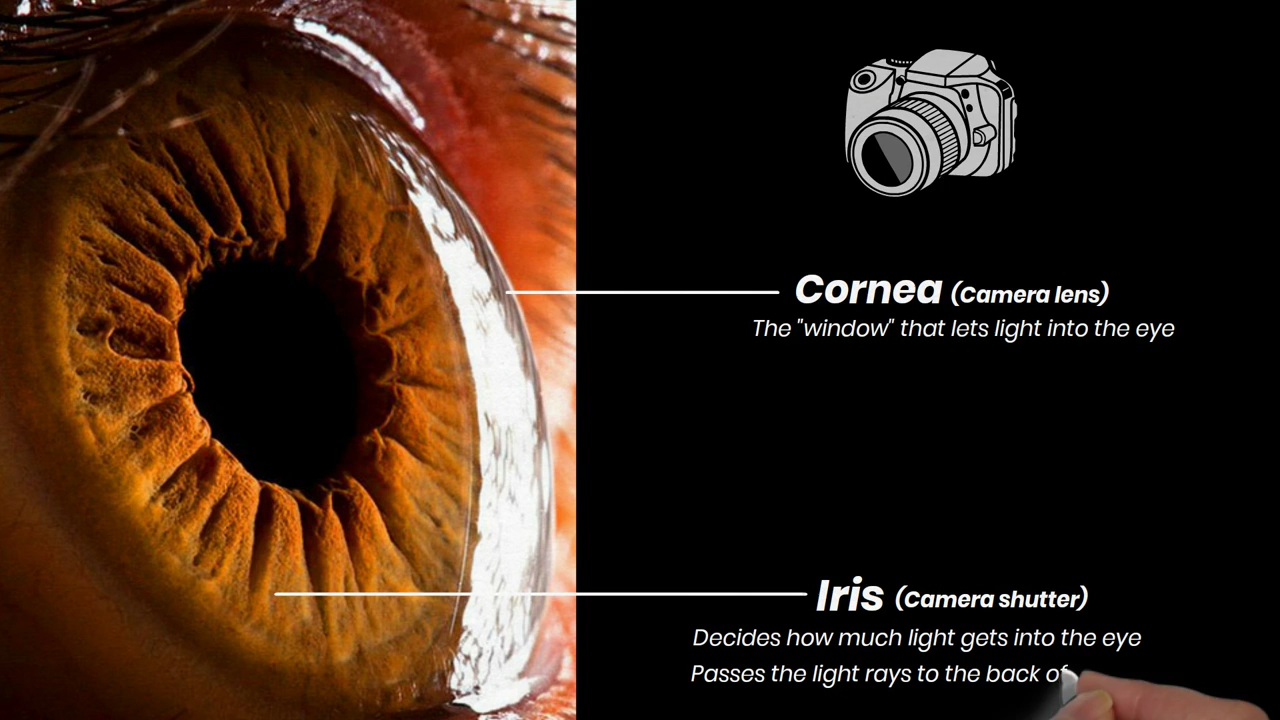 Cornea (Camera lens)
The "window" that lets light into the eye
Iris (Camera shutter)
Decides how much light gets into the eye
Passes the light rays to the back of